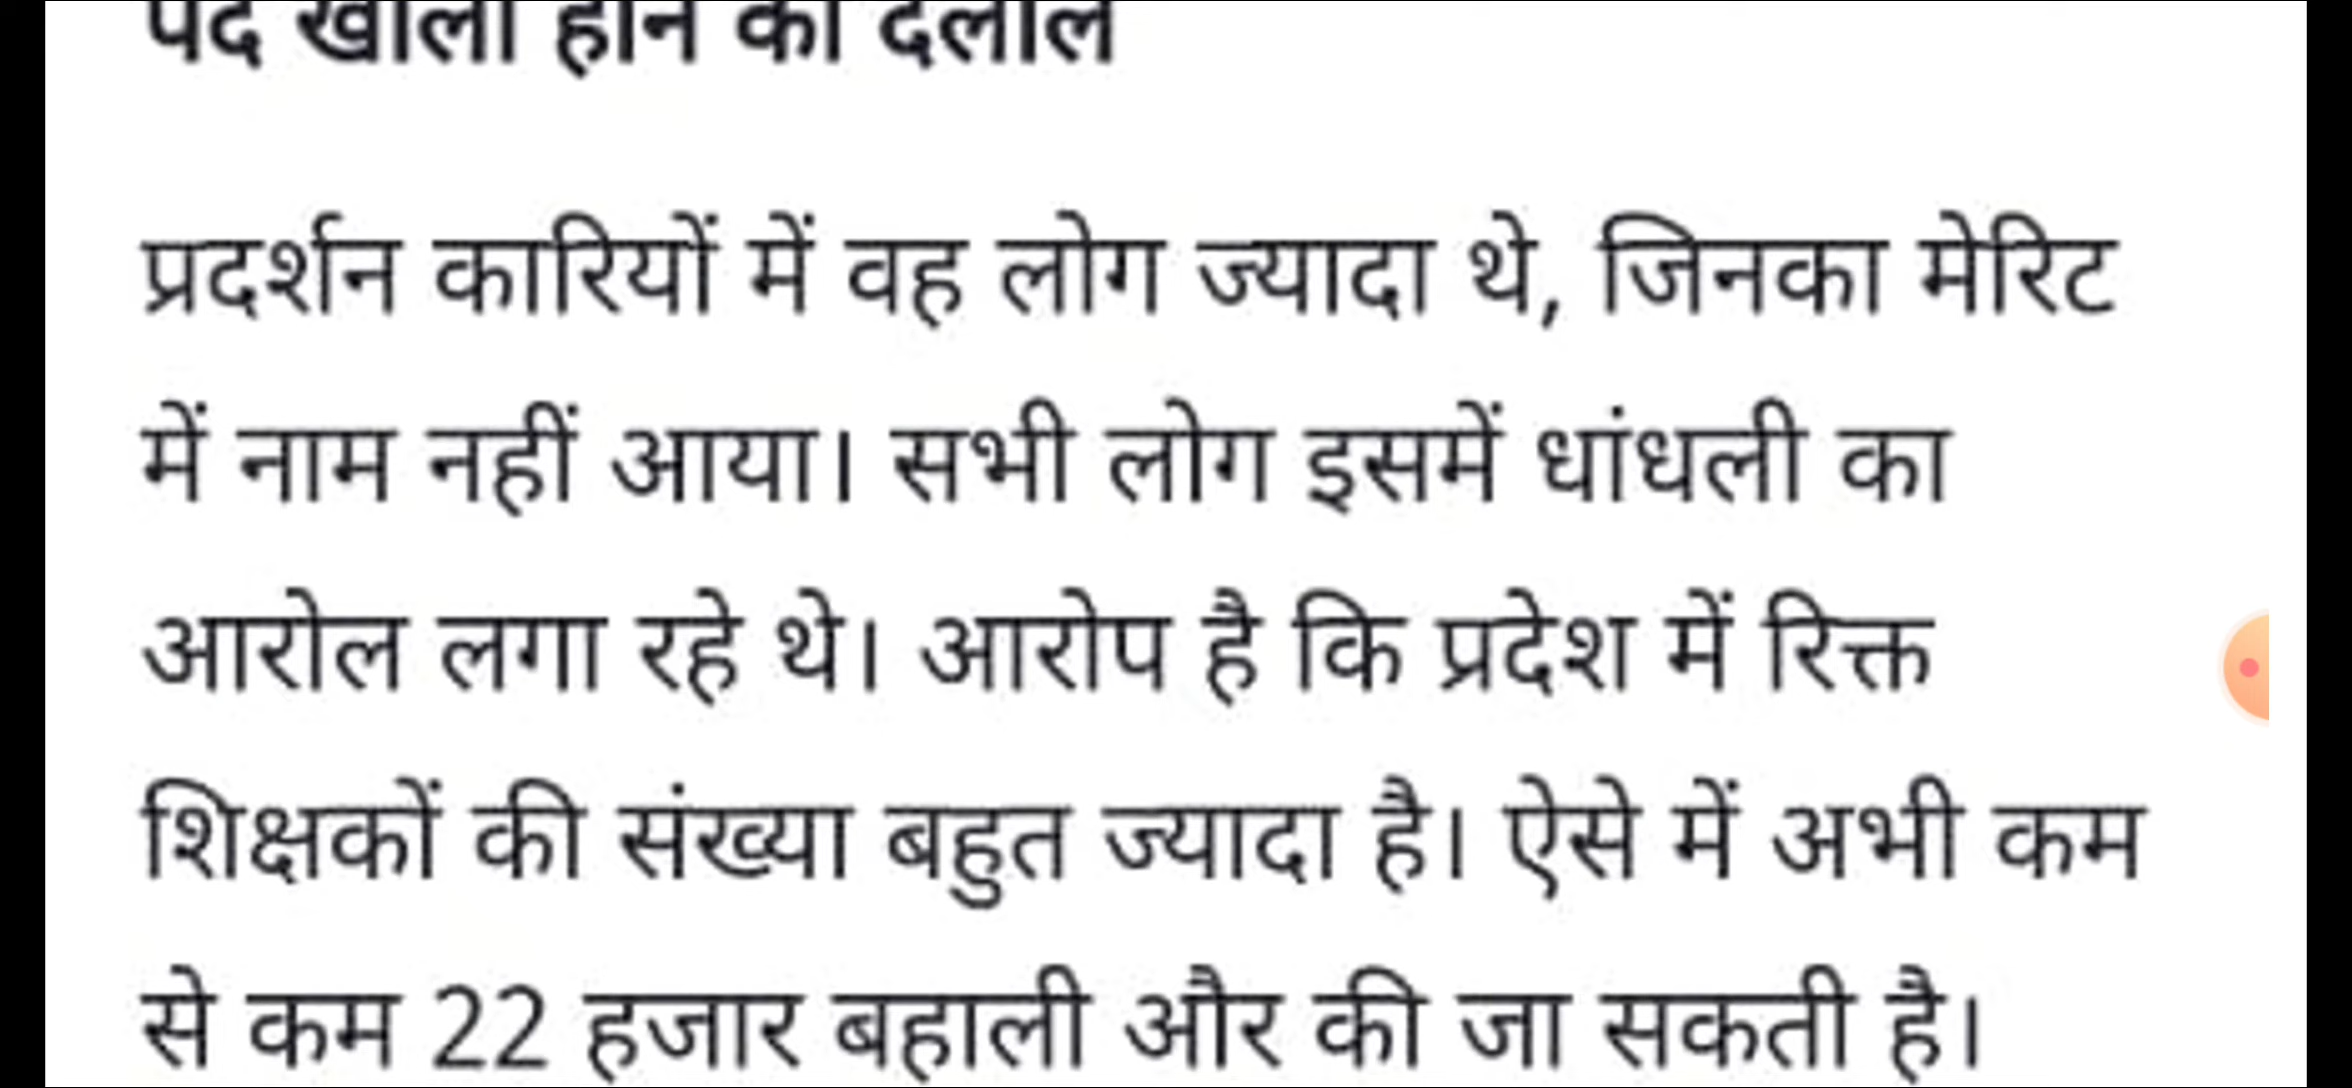 पद खाली होने की दलील
प्रदर्शन कारियों में वह लोग ज्यादा थे, जिनका मेरिट
में नाम नहीं आया। सभी लोग इसमें धांधली का
आरोल लगा रहे थे। आरोप है कि प्रदेश में रिक्त
शिक्षकों की संख्या बहुत ज्यादा है। ऐसे में अभी कम
से कम 22 हजार बहाली और की जा सकती है।